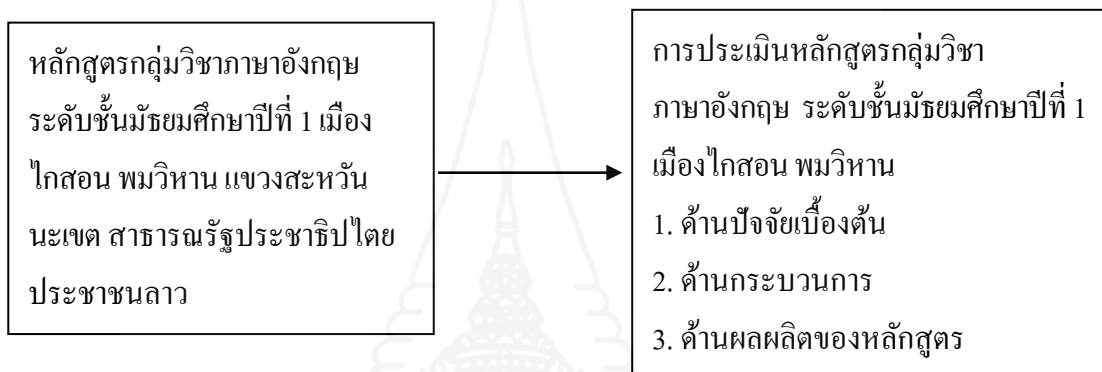 หลักสูตรกลุ่มวิชาภาษาอังกฤษ
ระดับชั้นมัธยมศึกษาปีที่ 1 เมือง
ไกสอน พมวิหาน แขวงสะหวัน
นะเขต สาธารณรัฐประชาธิปไตย
ประชาชนลาว
การประเมินหลักสูตรกลุ่มวิชา
ภาษาอังกฤษ ระดับชั้นมัธยมศึกษาปีที่ 1
เมืองไกสอน พมวิหาน
1. ด้านปัจจัยเบื้องต้น
2. ด้านกระบวนการ
3. ด้านผลผลิตของหลักสูตร